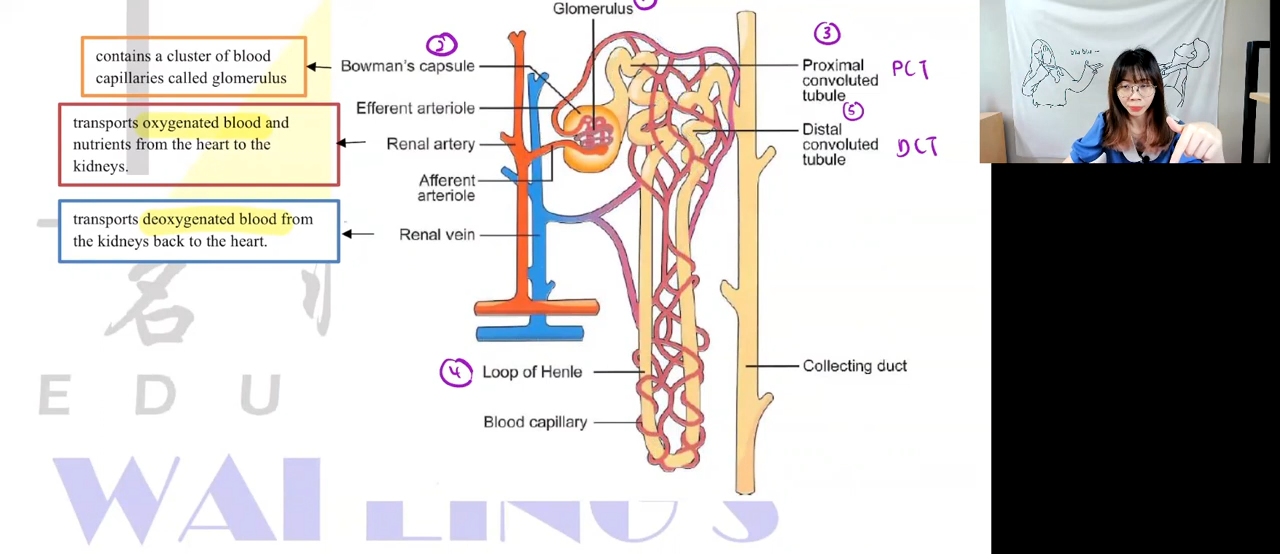 Glomerulus
contains a cluster of blood
capillaries called glomerulus
transports oxygenated blood and
nutrients from the heart to the
kidneys.
transports deoxygenated blood from
the kidneys back to the heart.
2
Bowman's capsule
Efferent arteriole
Renal artery
Afferent
arteriole
Renal vein
4 Loop of Henle
Blood capillary
3
Proximal
convoluted
tubule
PCT
5
Distal
convoluted
tubule
DCT
Collecting duct
名
E D U
WAI LING'S